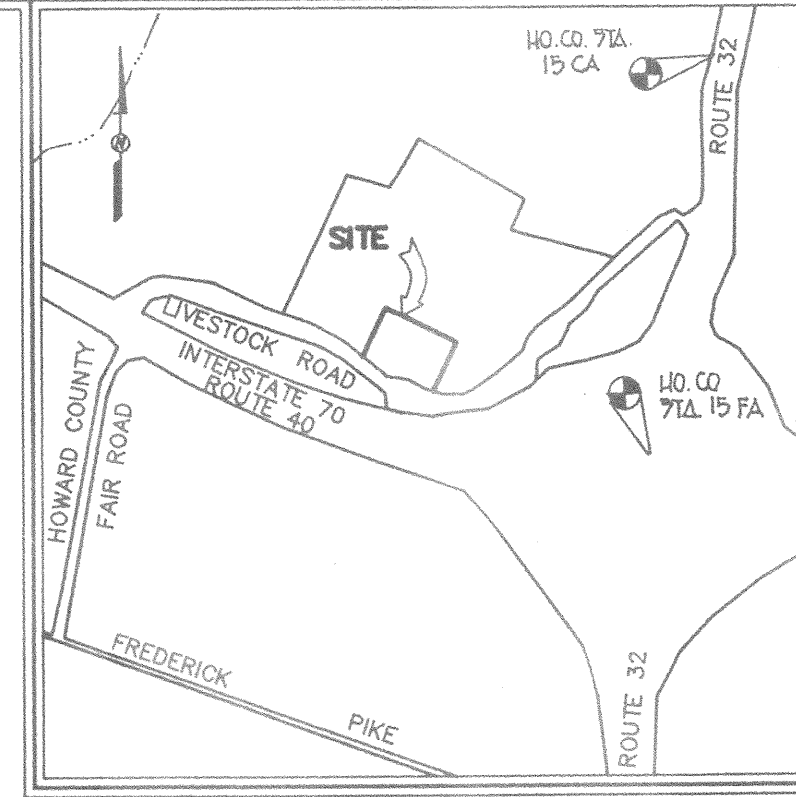 HO. CO. STA.
15 CA
ROUTE 32
N
SITE
LIVESTOCK ROAD
INTERSTATE 70
ROUTE 40
HO. CO
STA. 15 FA
HOWARD COUNTY
FAIR ROAD
FREDERICK PIKE
ROUTE 32